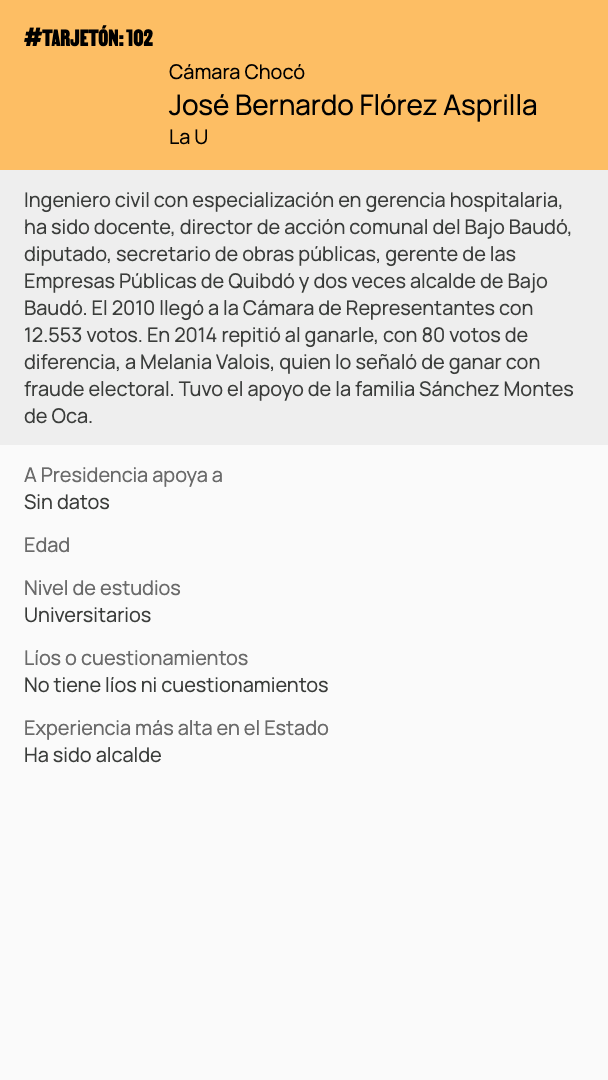 #TARJETÓN: 102
Cámara Chocó
José Bernardo Flórez Asprilla
La U
Ingeniero civil con especialización en gerencia hospitalaria,
ha sido docente, director de acción comunal del Bajo Baudó,
diputado, secretario de obras públicas, gerente de las
Empresas Públicas de Quibdó y dos veces alcalde de Bajo
Baudó. El 2010 llegó a la Cámara de Representantes con
12.553 votos. En 2014 repitió al ganarle, con 80 votos de
diferencia, a Melania Valois, quien lo señaló de ganar con
fraude electoral. Tuvo el apoyo de la familia Sánchez Montes
de Oca.
A Presidencia apoya a
Sin datos
Edad
Nivel de estudios
Universitarios
Líos o cuestionamientos
No tiene líos ni cuestionamientos
Experiencia más alta en el Estado
Ha sido alcalde